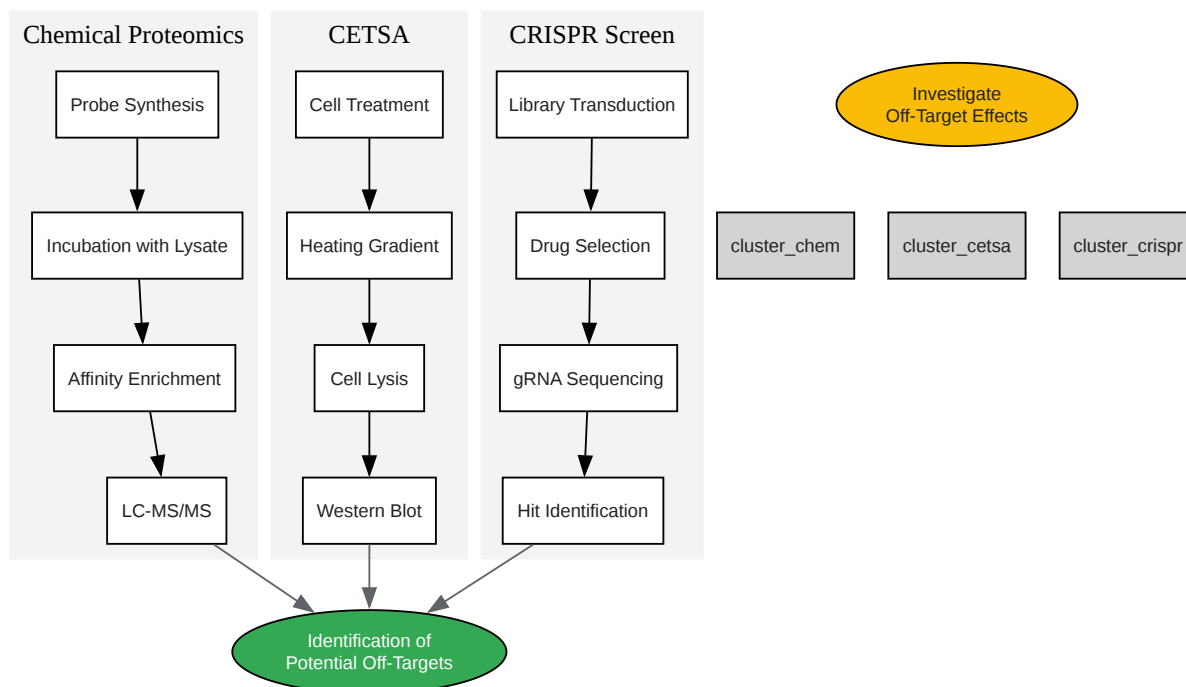 Chemical Proteomics
Probe Synthesis
Incubation with Lysate
Affinity Enrichment
LC-MS/MS
CETSA
Cell Treatment
Heating Gradient
Cell Lysis
Western Blot
CRISPR Screen
Library Transduction
Drug Selection
gRNA Sequencing
Hit Identification
Investigate
Off-Target Effects
cluster_chem
cluster_cetsa
cluster_crispr
Identification of
Potential Off-Targets